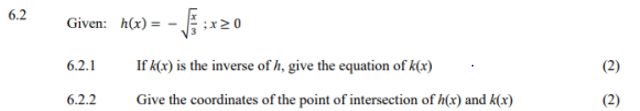 6.2 Given: h(x) = − √(x/3) ; x ≥ 0
6.2.1 If k(x) is the inverse of h, give the equation of k(x) (2)
6.2.2 Give the coordinates of the point of intersection of h(x) and k(x) (2)